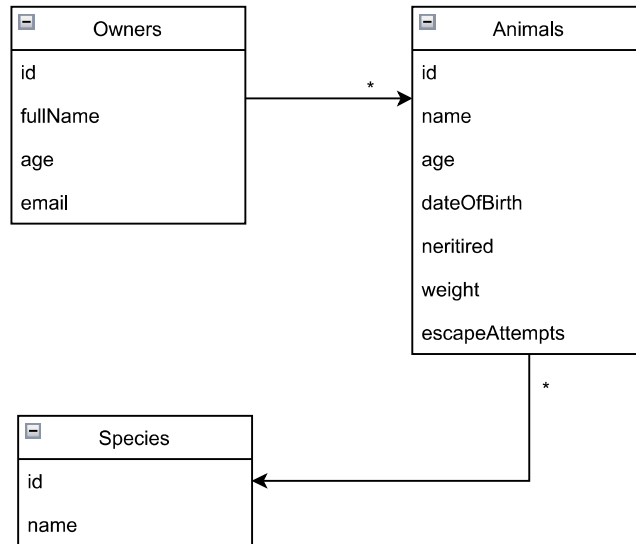 Owners
id
fullName
age
email
*
Animals
id
name
age
dateOfBirth
neritired
weight
escapeAttempts
*
Species
id
name